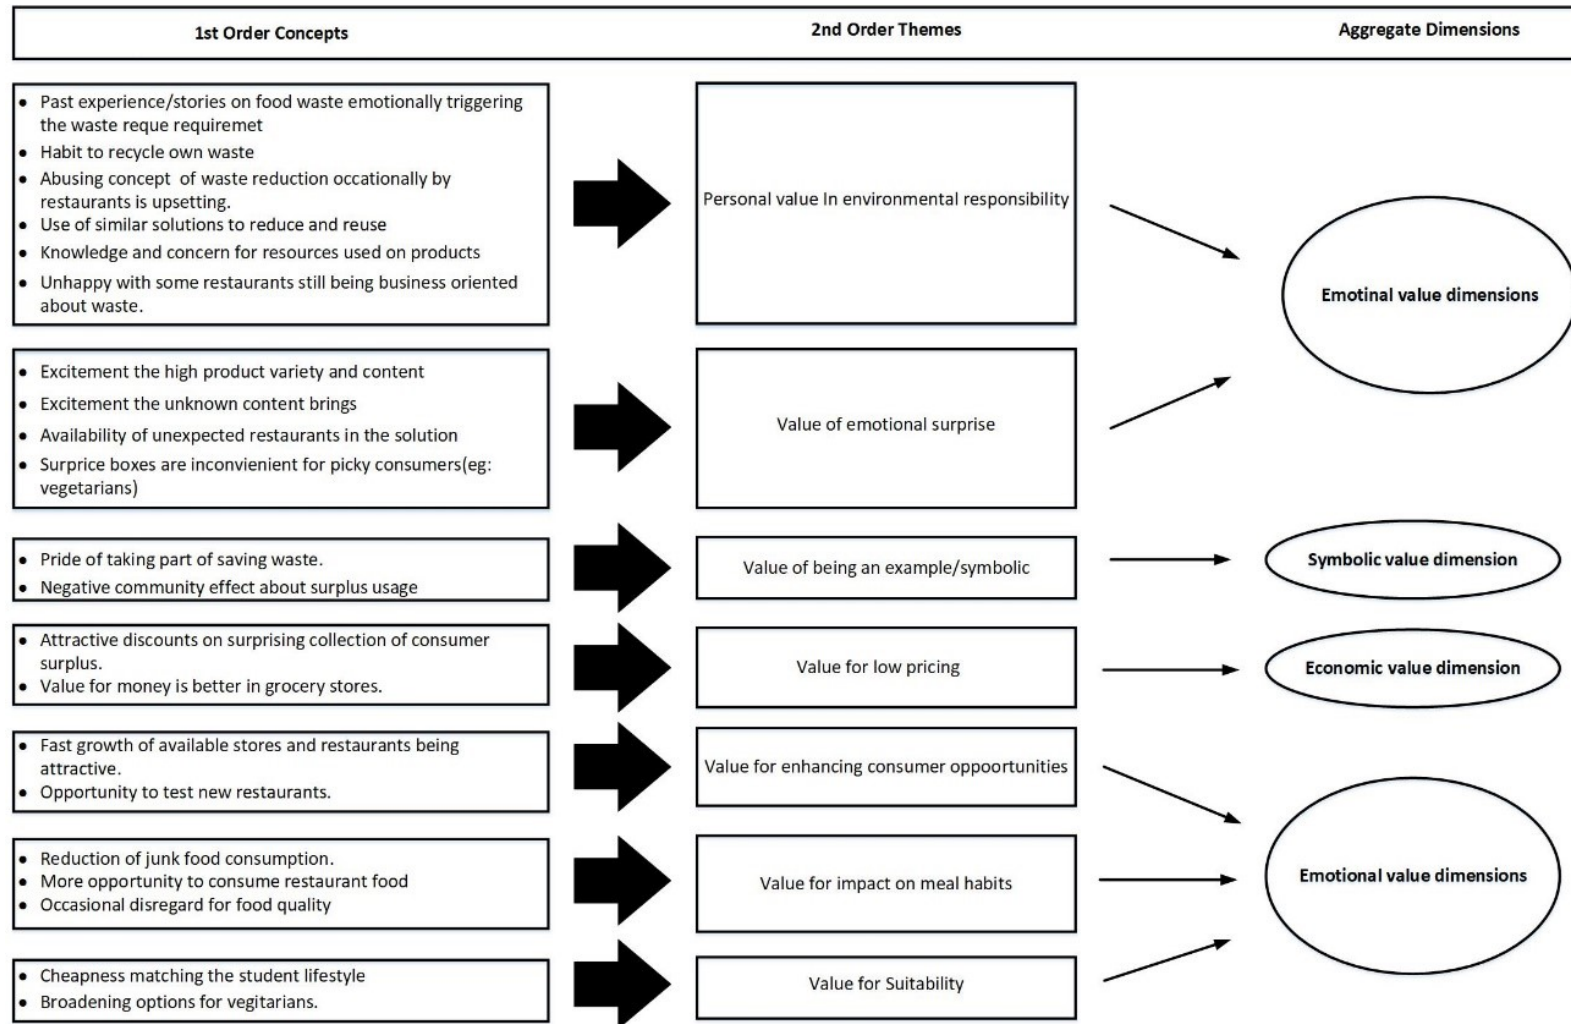 1st Order Concepts
2nd Order Themes
Aggregate Dimensions
Past experience/stories on food waste emotionally triggering
the waste reque requiremet
Habit to recycle own waste
Abusing concept of waste reduction occationally by
restaurants is upsetting.
Use of similar solutions to reduce and reuse
Knowledge and concern for resources used on products
Unhappy with some restaurants still being business oriented
about waste.
Personal value In environmental responsibility
Emotinal value dimensions
Excitement the high product variety and content
Excitement the unknown content brings
Availability of unexpected restaurants in the solution
Surprice boxes are inconvienient for picky consumers(eg:
vegetarians)
Value of emotional surprise
Pride of taking part of saving waste.
Negative community effect about surplus usage
Value of being an example/symbolic
Symbolic value dimension
Attractive discounts on surprising collection of consumer
surplus.
Value for money is better in grocery stores.
Value for low pricing
Economic value dimension
Fast growth of available stores and restaurants being
attractive.
Opportunity to test new restaurants.
Value for enhancing consumer oppoortunities
Reduction of junk food consumption.
More opportunity to consume restaurant food
Occasional disregard for food quality
Value for impact on meal habits
Emotional value dimensions
Cheapness matching the student lifestyle
Broadening options for vegitarians.
Value for Suitability